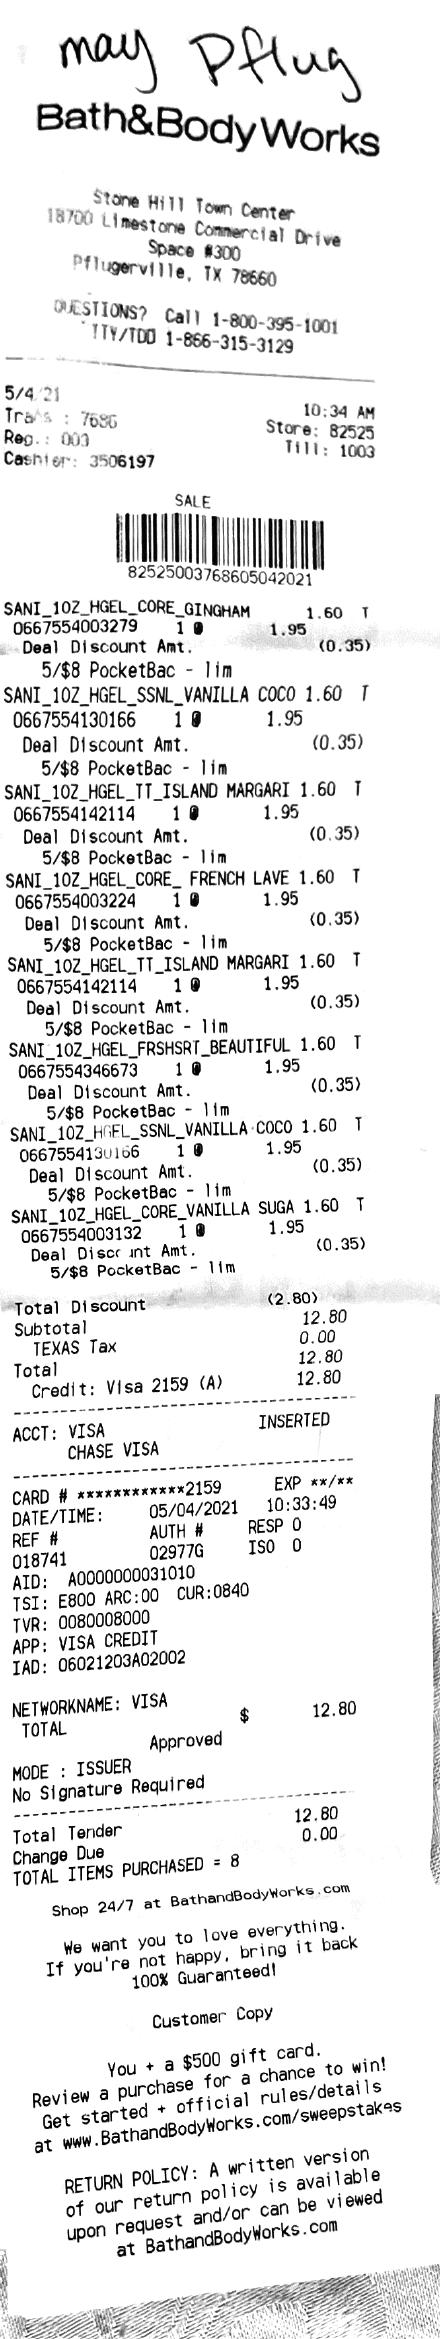 may Pflug
Bath&Body Works
Stone Hill Town Center
18700 Limestone Commercial Drive
Space #300
Pflugerville, TX 78660
QUESTIONS? Call 1-800-395-1001
TTY/TDD 1-866-315-3129
5/4/21 10:34 AM
Trans : 7686 Store: 82525
Reg.: 003 Till: 1003
Cashier: 3506197
SALE
82525003768605042021
SANI_1OZ_HGEL_CORE_GINGHAM 1.60 T
0667554003279 1 @ 1.95
Deal Discount Amt. (0.35)
5/$8 PocketBac - lim
SANI_1OZ_HGEL_SSNL_VANILLA COCO 1.60 T
0667554130166 1 @ 1.95
Deal Discount Amt. (0.35)
5/$8 PocketBac - lim
SANI_1OZ_HGEL_TT_ISLAND MARGARI 1.60 T
0667554142114 1 @ 1.95
Deal Discount Amt. (0.35)
5/$8 PocketBac - lim
SANI_1OZ_HGEL_CORE_ FRENCH LAVE 1.60 T
0667554003224 1 @ 1.95
Deal Discount Amt. (0.35)
5/$8 PocketBac - lim
SANI_1OZ_HGEL_TT_ISLAND MARGARI 1.60 T
0667554142114 1 @ 1.95
Deal Discount Amt. (0.35)
5/$8 PocketBac - lim
SANI_1OZ_HGEL_FRSHSRT_BEAUTIFUL 1.60 T
0667554346673 1 @ 1.95
Deal Discount Amt. (0.35)
5/$8 PocketBac - lim
SANI_1OZ_HGEL_SSNL_VANILLA COCO 1.60 T
0667554130166 1 @ 1.95
Deal Discount Amt. (0.35)
5/$8 PocketBac - lim
SANI_1OZ_HGEL_CORE_VANILLA SUGA 1.60 T
0667554003132 1 @ 1.95
Deal Discount Amt. (0.35)
5/$8 PocketBac - lim
Total Discount (2.80)
Subtotal 12.80
TEXAS Tax 0.00
Total 12.80
Credit: Visa 2159 (A) 12.80
ACCT: VISA INSERTED
CHASE VISA
CARD # ************2159 EXP **/**
DATE/TIME: 05/04/2021 10:33:49
REF # AUTH # RESP 0
018741 02977G ISO 0
AID: A0000000031010
TSI: E800 ARC:00 CUR:0840
TVR: 0080008000
APP: VISA CREDIT
IAD: 06021203A02002
NETWORKNAME: VISA
TOTAL $ 12.80
Approved
MODE : ISSUER
No Signature Required
Total Tender 12.80
Change Due 0.00
TOTAL ITEMS PURCHASED = 8
Shop 24/7 at BathandBodyWorks.com
We want you to love everything.
If you're not happy, bring it back
100% Guaranteed!
Customer Copy
You + a $500 gift card.
Review a purchase for a chance to win!
Get started + official rules/details
at www.BathandBodyWorks.com/sweepstakes
RETURN POLICY: A written version
of our return policy is available
upon request and/or can be viewed
at BathandBodyWorks.com